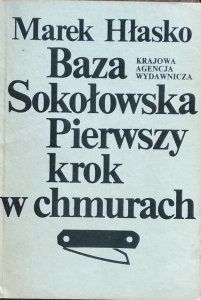 Marek Hłasko
Baza
KRAJOWA
AGENCJA
WYDAWNICZA
Sokołowska
Pierwszy
krok
w chmurach